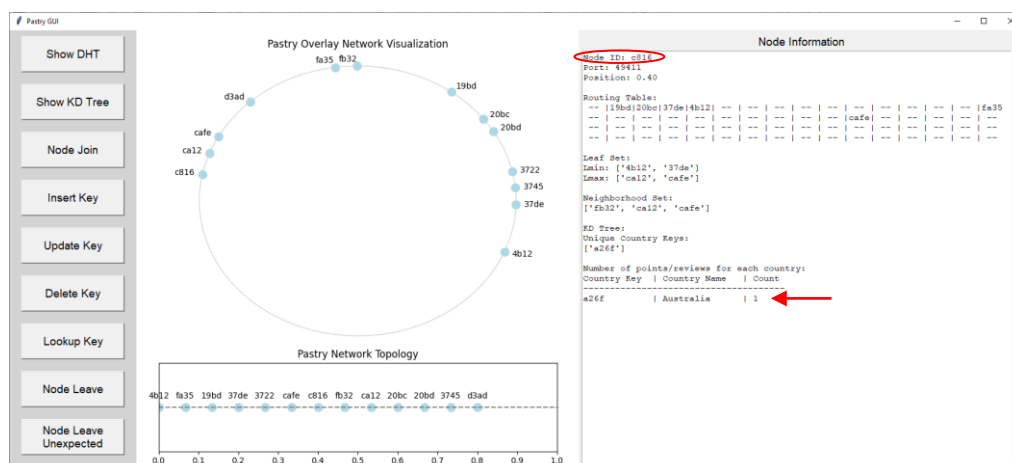 Pastry GUI
Show DHT
Show KD Tree
Node Join
Insert Key
Update Key
Delete Key
Lookup Key
Node Leave
Node Leave
Unexpected
Pastry Overlay Network Visualization
fa35 fb32
19bd
d3ad
20bc
cafe
20bd
ca12
c816
3722
3745
37de
4b12
Pastry Network Topology
4b12 fa35 19bd 37de 3722 cafe c816 fb32 ca12 20bc 20bd 3745 d3ad
0.0 0.1 0.2 0.3 0.4 0.5 0.6 0.7 0.8 0.9 1.0
Node Information
Node ID: c816
Port: 49411
Position: 0.40
Routing Table:
-- |19bd|20bc|37de|4b12| -- | -- | -- | -- | -- | -- | -- | -- | -- | -- |fa35
-- | -- | -- | -- | -- | -- | -- | -- | -- | -- |cafe| -- | -- | -- | -- | --
-- | -- | -- | -- | -- | -- | -- | -- | -- | -- | -- | -- | -- | -- | -- | --
-- | -- | -- | -- | -- | -- | -- | -- | -- | -- | -- | -- | -- | -- | -- | --
Leaf Set:
Lmin: ['4b12', '37de']
Lmax: ['ca12', 'cafe']
Neighborhood Set:
['fb32', 'ca12', 'cafe']
KD Tree:
Unique Country Keys:
['a26f']
Number of points/reviews for each country:
Country Key | Country Name | Count
----------------------------------------
a26f | Australia | 1